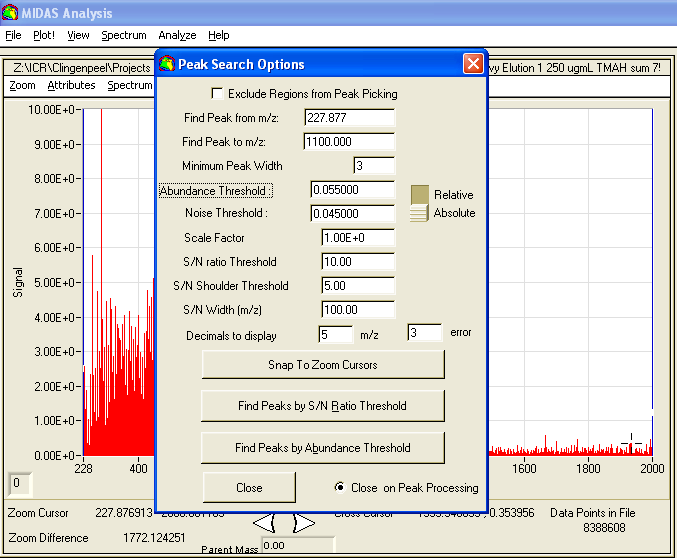 MIDAS Analysis
File Plot! View Spectrum Analyze Help
Z:\ICR\Clingenpeel\Projects
Elution 1 250 ugmL TMAH sum 7!
Zoom Attributes Spectrum
Peak Search Options
Exclude Regions from Peak Picking
Find Peak from m/z: 227.877
Find Peak to m/z: 1100.000
Minimum Peak Width 3
Abundance Threshold : 0.055000
Noise Threshold : 0.045000
Relative
Absolute
Scale Factor 1.00E+0
S/N ratio Threshold 10.00
S/N Shoulder Threshold 5.00
S/N Width (m/z) 100.00
Decimals to display 5 m/z 3 error
Snap To Zoom Cursors
Find Peaks by S/N Ratio Threshold
Find Peaks by Abundance Threshold
Close Close on Peak Processing
Signal
10.00E+0
9.00E+0
8.00E+0
7.00E+0
6.00E+0
5.00E+0
4.00E+0
3.00E+0
2.00E+0
1.00E+0
0.00E+0
228 400 1600 1800 2000
0
Zoom Cursor 227.876913
, 0.353956
Data Points in File
8388608
Zoom Difference 1772.124251
Parent Mass 0.00